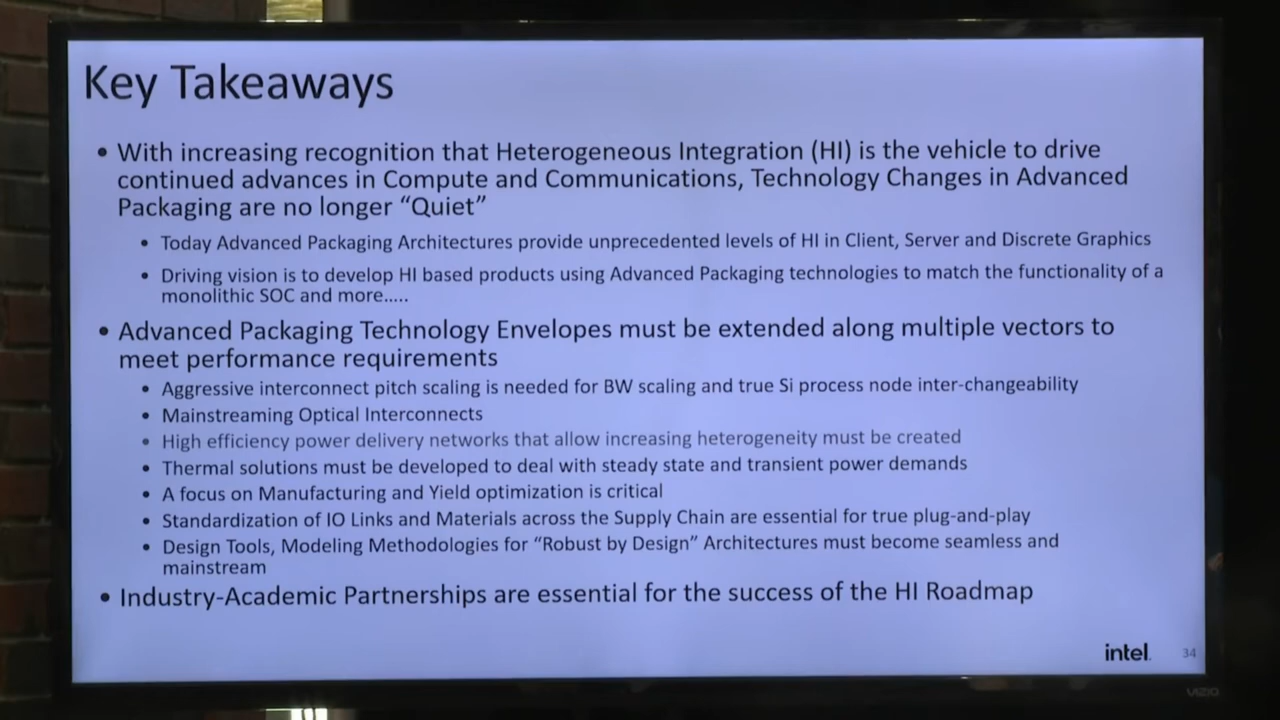 Key Takeaways
• With increasing recognition that Heterogeneous Integration (HI) is the vehicle to drive
continued advances in Compute and Communications, Technology Changes in Advanced
Packaging are no longer “Quiet”
• Today Advanced Packaging Architectures provide unprecedented levels of HI in Client, Server and Discrete Graphics
• Driving vision is to develop HI based products using Advanced Packaging technologies to match the functionality of a
monolithic SOC and more.....
• Advanced Packaging Technology Envelopes must be extended along multiple vectors to
meet performance requirements
• Aggressive interconnect pitch scaling is needed for BW scaling and true Si process node inter-changeability
• Mainstreaming Optical Interconnects
• High efficiency power delivery networks that allow increasing heterogeneity must be created
• Thermal solutions must be developed to deal with steady state and transient power demands
• A focus on Manufacturing and Yield optimization is critical
• Standardization of IO Links and Materials across the Supply Chain are essential for true plug-and-play
• Design Tools, Modeling Methodologies for “Robust by Design” Architectures must become seamless and
mainstream
• Industry-Academic Partnerships are essential for the success of the HI Roadmap
intel. 34
VIZIO